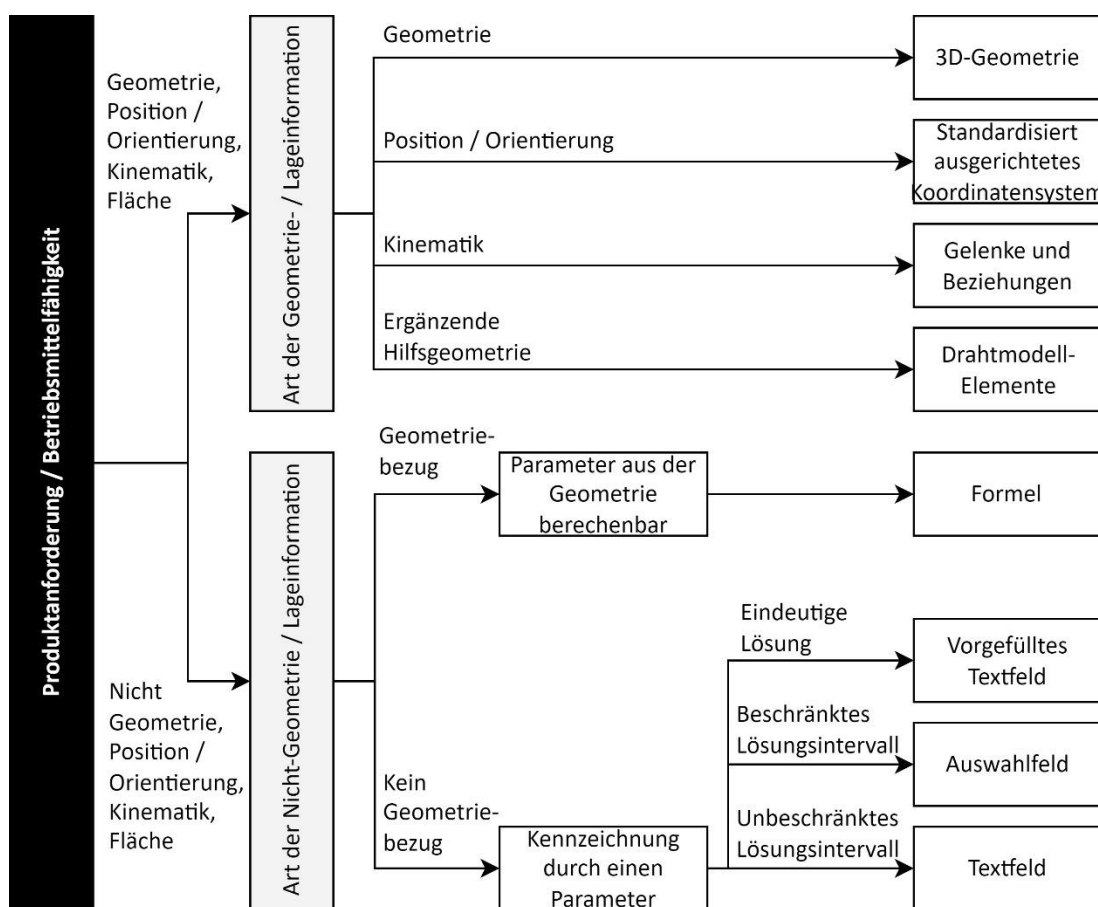 Produktanforderung / Betriebsmittelfähigkeit
Geometrie,
Position /
Orientierung,
Kinematik,
Fläche
Art der Geometrie- / Lageinformation
Geometrie
3D-Geometrie
Position / Orientierung
Standardisiert
ausgerichtetes
Koordinatensystem
Kinematik
Gelenke und
Beziehungen
Ergänzende
Hilfsgeometrie
Drahtmodell-
Elemente
Nicht
Geometrie,
Position /
Orientierung,
Kinematik,
Fläche
Art der Nicht-Geometrie / Lageinformation
Geometrie-
bezug
Parameter aus der
Geometrie
berechenbar
Formel
Kein
Geometrie-
bezug
Kennzeichnung
durch einen
Parameter
Eindeutige
Lösung
Vorgefülltes
Textfeld
Beschränktes
Lösungsintervall
Auswahlfeld
Unbeschränktes
Lösungsintervall
Textfeld